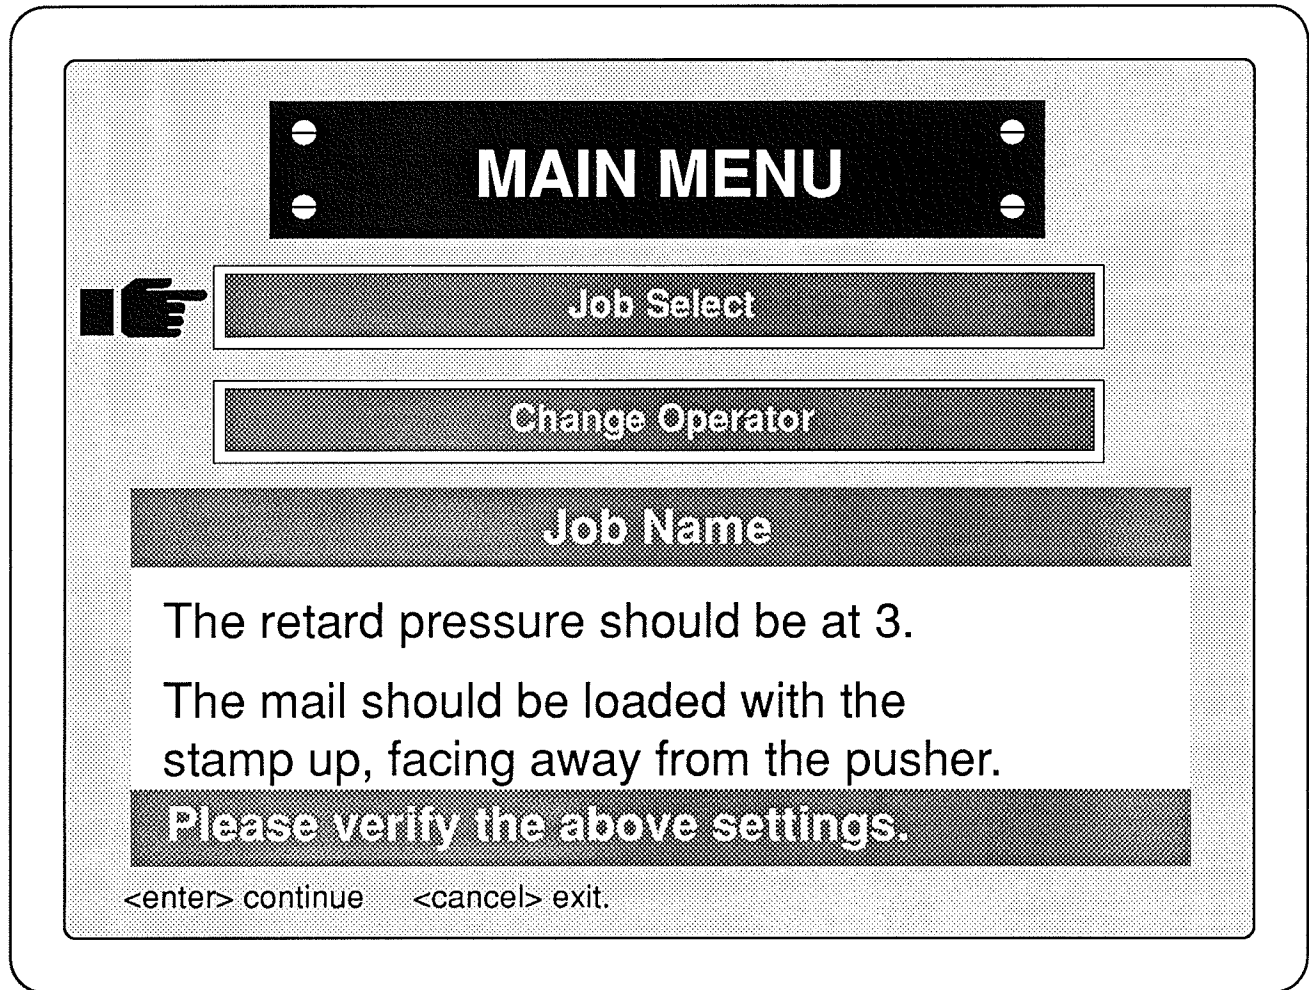 MAIN MENU
Job Select
Change Operator
Job Name
The retard pressure should be at 3.
The mail should be loaded with the
stamp up, facing away from the pusher.
Please verify the above settings.
<enter> continue <cancel> exit.